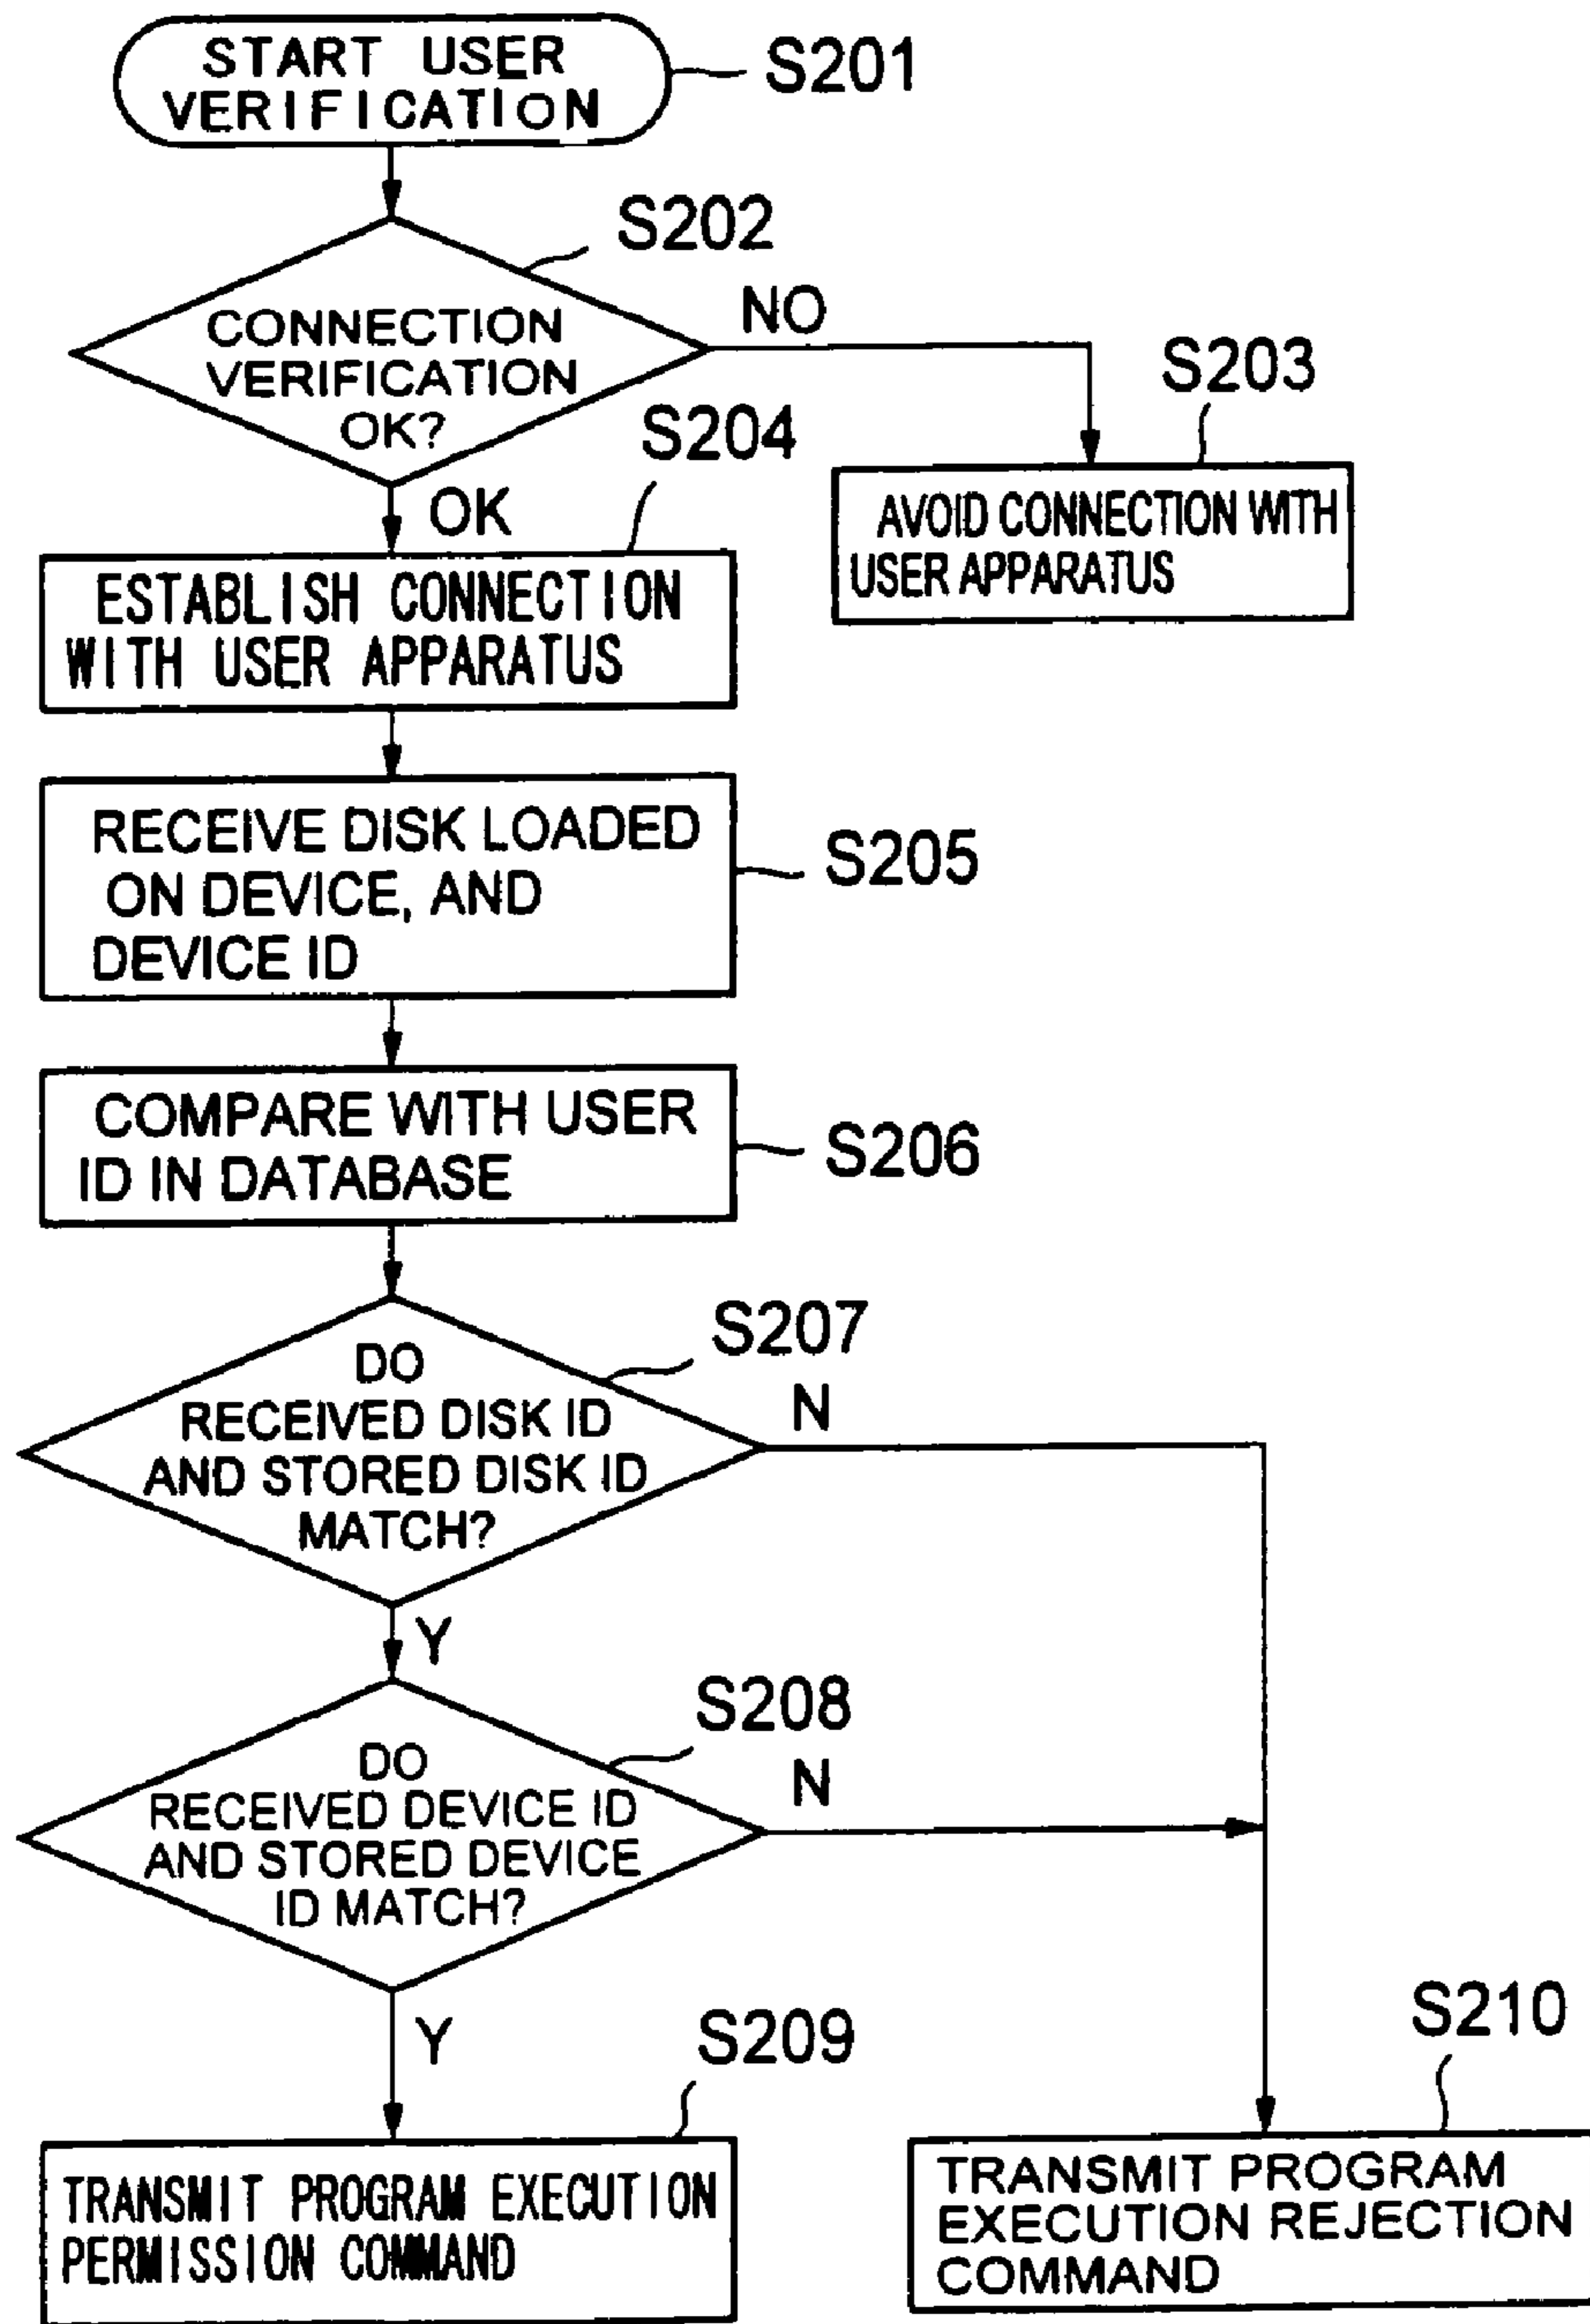 START USER
VERIFICATION
S201
S202
CONNECTION
VERIFICATION
OK?
NO
S203
AVOID CONNECTION WITH
USER APPARATUS
OK
S204
ESTABLISH CONNECTION
WITH USER APPARATUS
RECEIVE DISK LOADED
ON DEVICE, AND
DEVICE ID
S205
COMPARE WITH USER
ID IN DATABASE
S206
S207
DO
RECEIVED DISK ID
AND STORED DISK ID
MATCH?
N
Y
S208
DO
RECEIVED DEVICE ID
AND STORED DEVICE
ID MATCH?
N
Y
S209
TRANSMIT PROGRAM EXECUTION
PERMISSION COMMAND
S210
TRANSMIT PROGRAM
EXECUTION REJECTION
COMMAND